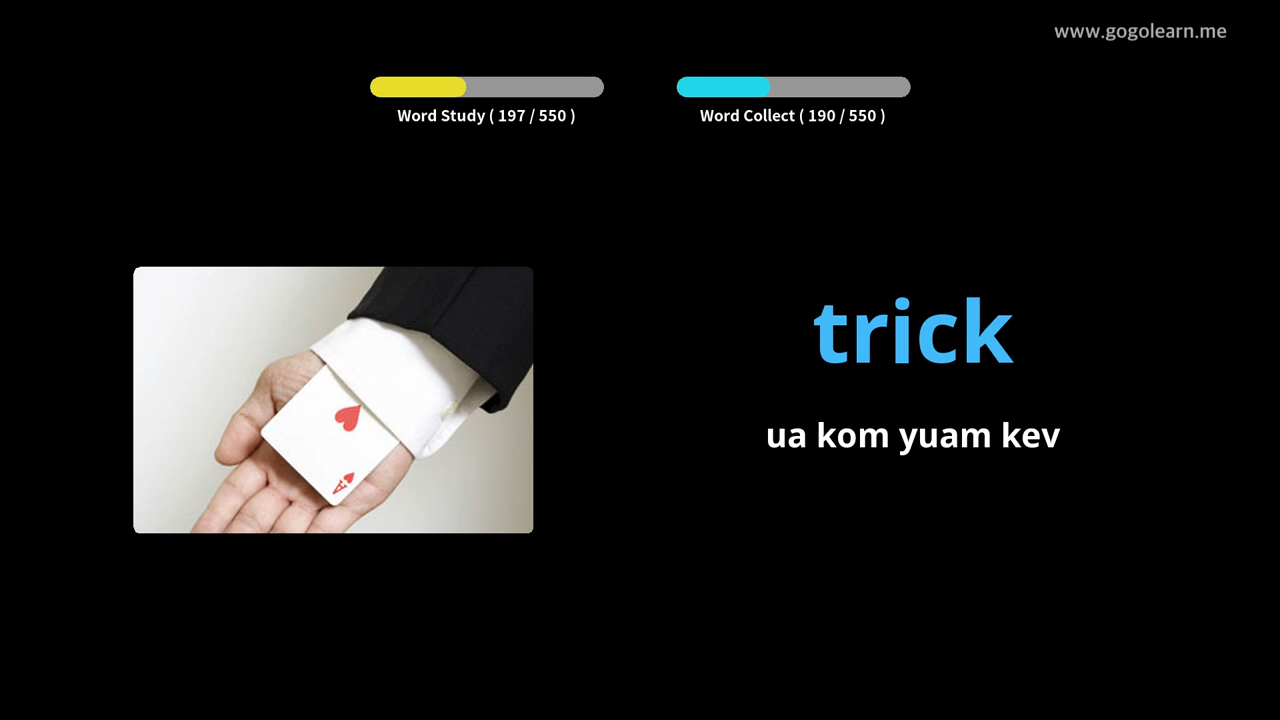 www.gogolearn.me
Word Study ( 197 / 550 )
Word Collect ( 190 / 550 )
trick
A
ua kom yuam kev